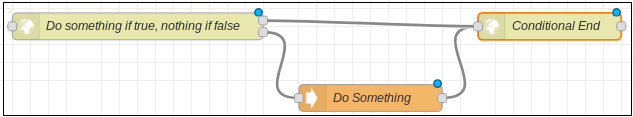 Do something if true, nothing if false
Conditional End
Do Something